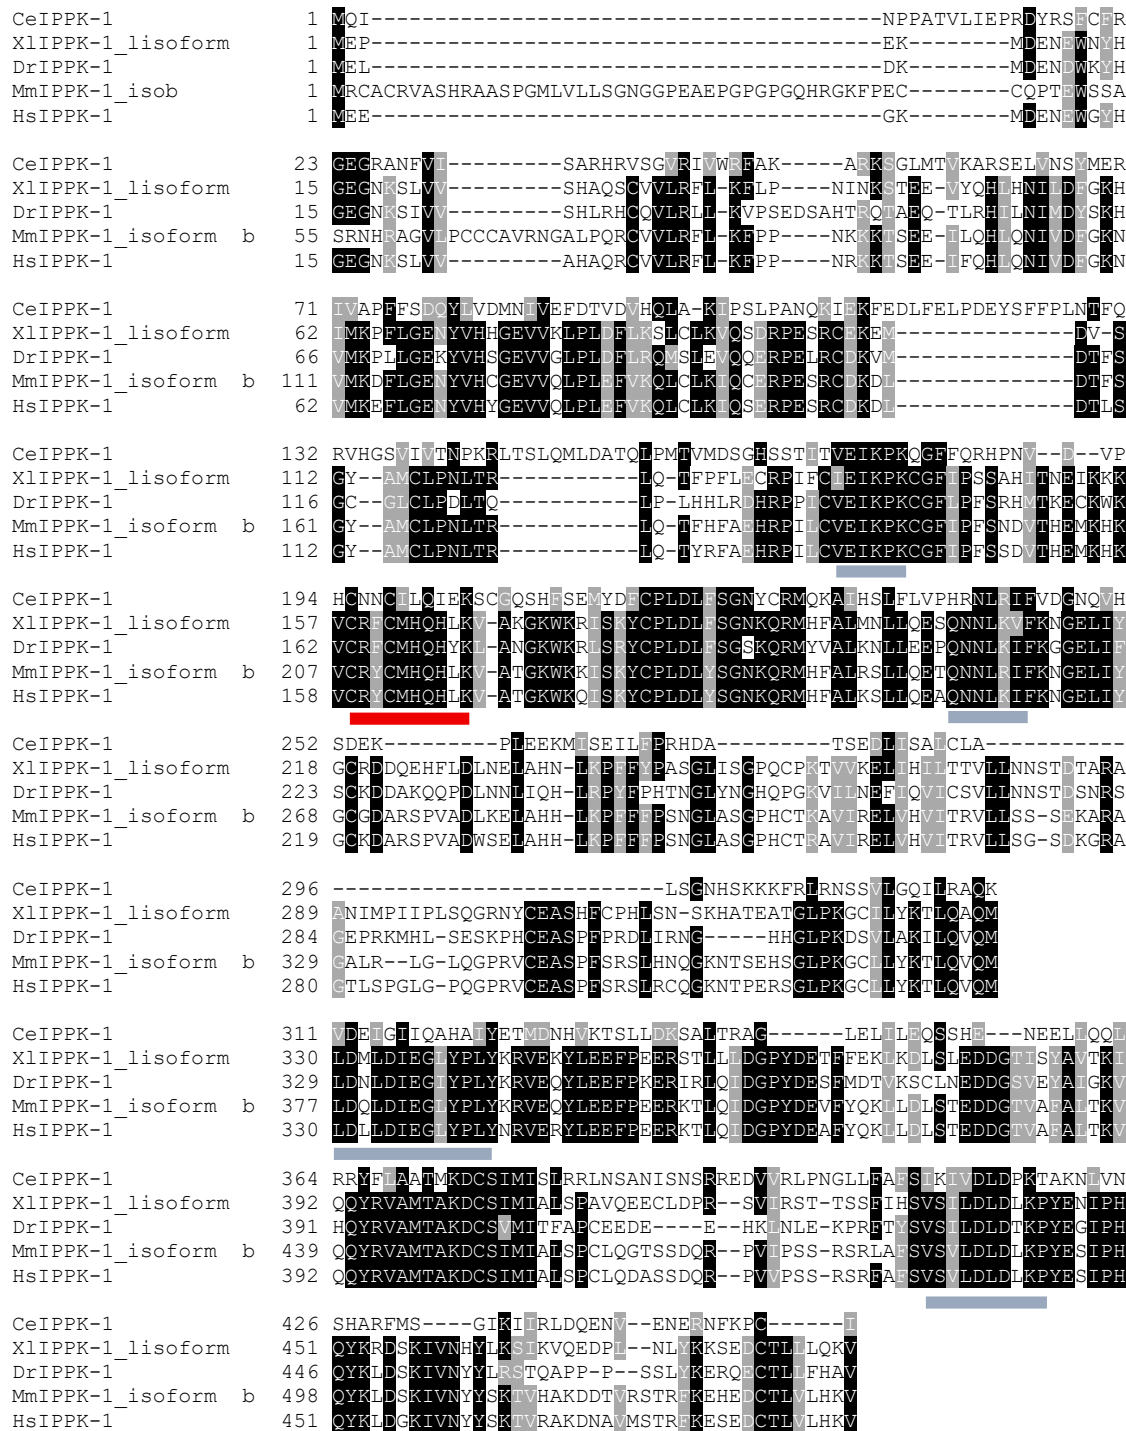 CeIPPK-1 1 MQI-----------------------------NPPATVLIEPRDYRSFCFR
XlIPPK-1_lisoform 1 MEP-----------------------------EK--------MDENEWNYH
DrIPPK-1 1 MEL-----------------------------DK--------MDENDWKYH
MmIPPK-1_isob 1 MRCACRVASHRAASPGMLVLLSGNGGPEAEPGPGPGQHRGKFPEC------CQPTEWSSA
HsIPPK-1 1 MEE-----------------------------GK--------MDENEWGYH
CeIPPK-1 23 GEGRANFVI---------SARHRVSGVRIVWRFAK-----ARKSGLMTVKARSELVNSYMER
XlIPPK-1_lisoform 15 GEGNKSLVV---------SHAQSCVVLRFL-KFLP----NINKSTEE-VYQHLHNILDFGKH
DrIPPK-1 15 GEGNKSIVV---------SHLRHCQVLRLL-KVPSEDSAHTRQTAEQ-TLRHILNIMDYSKH
MmIPPK-1_isoform b 55 SRNHRAGVLPCCCAVRNGALPQRCVVLRFL-KFPP----NKKKTSEE-ILQHLQNIVDFGKN
HsIPPK-1 15 GEGNKSLVV---------AHAQRCVVLRFL-KFPP----NRKKTSEE-IFQHLQNIVDFGKN
CeIPPK-1 71 IVAPFFSDQYLVDMNIVEFDTVDVHQLA-KIPSLPANQKIEKFEDLFELPDEYSFFPLNTFQ
XlIPPK-1_lisoform 62 IMKPFLGENYVHHGEVVKLPLDFLKSLCLKVQSDRPESRCEKEM--------------DV-S
DrIPPK-1 66 VMKPLLGEKYVHSGEVVGLPLDFLRQMSLEVQQERPELRCDKVM--------------DTFS
MmIPPK-1_isoform b 111 VMKDFLGENYVHCGEVVQLPLEFVKQLCLKIQCERPESRCDKDL--------------DTFS
HsIPPK-1 62 VMKEFLGENYVHYGEVVQLPLEFVKQLCLKIQSERPESRCDKDL--------------DTLS
CeIPPK-1 132 RVHGSVIVTNPKRLTSLQMLDATQLPMTVMDSGHSSTITVEIKPKQGFFQRHPNV--D--VP
XlIPPK-1_lisoform 112 GY--AMCLPNLTR-----------LQ-TFPFLECRPIFCIEIKPKCGFIPSSAHITNEIKKK
DrIPPK-1 116 GC--GLCLPDLTQ-----------LP-LHHLRDHRPPICVEIKPKCGFLPFSRHMTKECKWK
MmIPPK-1_isoform b 161 GY--AMCLPNLTR-----------LQ-TFHFAEHRPILCVEIKPKCGFIPFSNDVTHEMKHK
HsIPPK-1 112 GY--AMCLPNLTR-----------LQ-TYRFAEHRPILCVEIKPKCGFIPFSSDVTHEMKHK
CeIPPK-1 194 HCNNCILQIEKSCGQSHFSEMYDFCPLDLFSGNYCRMQKAIHSLFLVPHRNLRIFVDGNQVH
XlIPPK-1_lisoform 157 VCRFCMHQHLKV-AKGKWKRISKYCPLDLFSGNKQRMHFALMNLLQESQNNLKVFKNGELIY
DrIPPK-1 162 VCRFCMHQHYKL-ANGKWKRLSRYCPLDLFSGSKQRMYVALKNLLEEPQNNLKIFKGGELIF
MmIPPK-1_isoform b 207 VCRYCMHQHLKV-ATGKWKKISKYCPLDLFSGNKQRMHFALRSLLQETQNNLRIFKNGELIY
HsIPPK-1 158 VCRYCMHQHLKV-ATGKWKQISKYCPLDLYSGNKQRMHFALKSLLQEAQNNLKIFKNGELIY
CeIPPK-1 252 SDEK---------PLEEKMISEILFPRHDA---------TSEDLISALCLA-----------
XlIPPK-1_lisoform 218 GCRDDQEHFLDLNELAHN-LKPFFYPASGLISGPQCPKTVVKELIHILTTVLLNNSTDTARA
DrIPPK-1 223 SCKDDAKQQPDLNNLIQH-LRPYFPHTNGLYNGHQPGKVILNEFIQVICSVLLNNSTDSNRS
MmIPPK-1_isoform b 268 GCGDARSPVADLKELAHH-LKPFFFPSNGLASGPHCTKAVIRELVHVITRVLLSS-SEKARA
HsIPPK-1 219 GCKDARSPVADWSELAHH-LKPFFFPSNGLASGPHCTRAVIRELVHVITRVLLSG-SDKGRA
CeIPPK-1 296 --------------------------LSGNHSKKKFRLRNSSVLGQILRAQK
XlIPPK-1_lisoform 289 ANIMPIIPLSQGRNYCEASHFCPHLSN-SKHATEATGLPKGCILYKTLQAQM
DrIPPK-1 284 GEPRKMHL-SESKPHCEASPFPRDLIRNG-----HHGLPKDSVLAKILQVQM
MmIPPK-1_isoform b 329 GALR--LG-LQGPRVCEASPFSRSLHNQGKNTSEHSGLPKGCLLYKTLQVQM
HsIPPK-1 280 GTLSPGLG-PQGPRVCEASPFSRSLRCQGKNTPERSGLPKGCLLYKTLQVQM
CeIPPK-1 311 VDEIGIIQAHAIYETMDNHVKTSLLDKSALTRAG------LELILEQSSHE---NEELLQQL
XlIPPK-1_lisoform 330 LDMLDIEGLYPLYKRVEKYLEEFPEERSTLLLDGPYDETFFEKLKDLSLEDDGTISYAVTKI
DrIPPK-1 329 LDNLDIEGIYPLYKRVEQYLEEFPKERIRLQIDGPYDESFMDTVKSCLNEDDGSVEYAIGKV
MmIPPK-1_isoform b 377 LDQLDIEGLYPLYKRVEQYLEEFPEERKTLQIDGPYDEVFYQKLLDLSTEDDGTVAFALTKV
HsIPPK-1 330 LDLLDIEGLYPLYNRVERYLEEFPEERKTLQIDGPYDEAFYQKLLDLSTEDDGTVAFALTKV
CeIPPK-1 364 RRYFLAATMKDCSIMISLRRLNSANISNSRREDVVRLPNGLLFAFSIKIVDLDPKTAKNLVN
XlIPPK-1_lisoform 392 QQYRVAMTAKDCSIMIALSPAVQEECLDPR--SVIRST-TSSFIHSVSILDLDLKPYENIPH
DrIPPK-1 391 HQYRVAMTAKDCSVMITFAPCEEDE----E--HKLNLE-KPRFTYSVSILDLDTKPYEGIPH
MmIPPK-1_isoform b 439 QQYRVAMTAKDCSIMIALSPCLQGTSSDQR--PVIPSS-RSRLAFSVSVLDLDLKPYESIPH
HsIPPK-1 392 QQYRVAMTAKDCSIMIALSPCLQDASSDQR--PVVPSS-RSRFAFSVSVLDLDLKPYESIPH
CeIPPK-1 426 SHARFMS----GIKIIRLDQENV--ENERNFKPC------I
XlIPPK-1_lisoform 451 QYKRDSKIVNHYLKSIKVQEDPL--NLYKKSEDCTLLLQKV
DrIPPK-1 446 QYKLDSKIVNYYLRSTQAPP-P--SSLYKERQECTLLFHAV
MmIPPK-1_isoform b 498 QYKLDSKIVNYYSKTVHAKDDTVRSTRFKEHEDCTLVLHKV
HsIPPK-1 451 QYKLDGKIVNYYSKTVRAKDNAVMSTRFKESEDCTLVLHKV